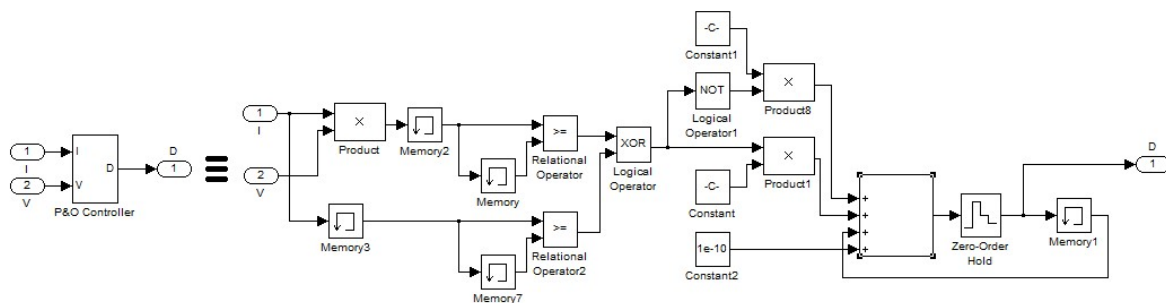 1
I
2
V
I
V
D
P&O Controller
D
1
1
I
2
V
×
Product
Memory2
Memory
>=
Relational
Operator
Memory3
Memory7
>=
Relational
Operator2
XOR
Logical
Operator
-C-
Constant1
NOT
Logical
Operator1
×
Product8
-C-
Constant
×
Product1
1e-10
Constant2
+
+
+
+
Zero-Order
Hold
Memory1
D
1